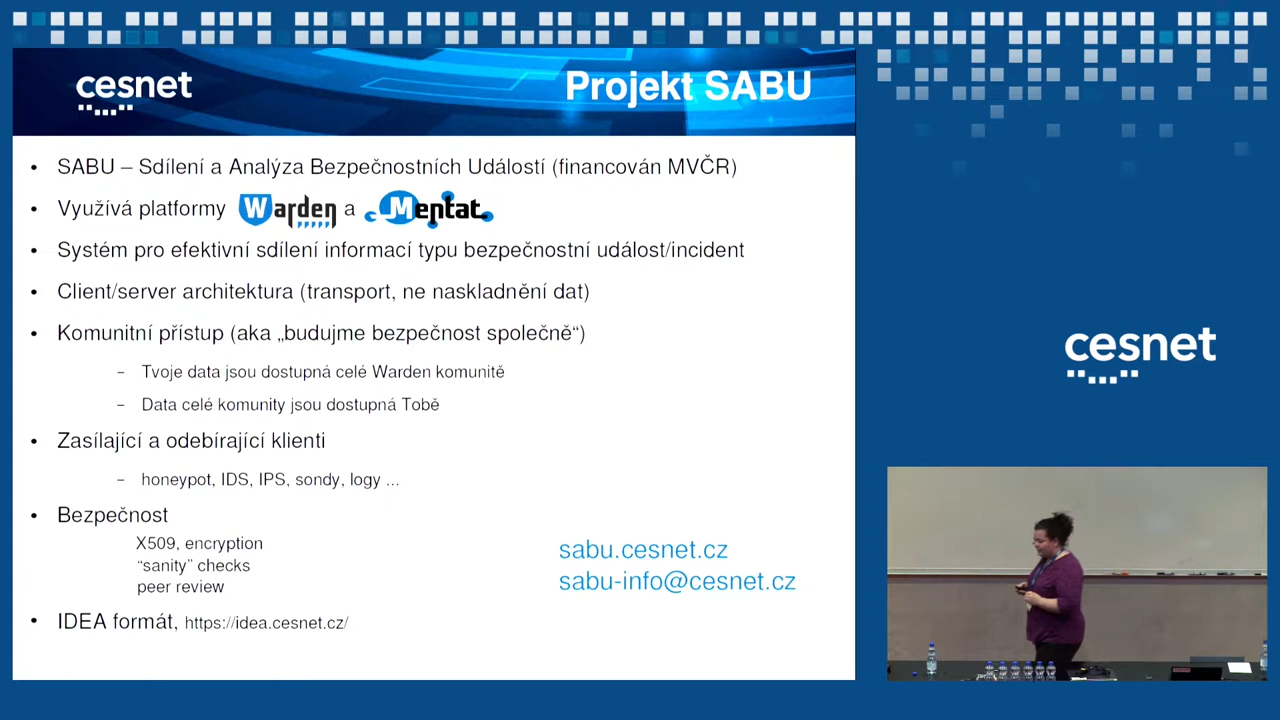 cesnet
Projekt SABU
• SABU – Sdílení a Analýza Bezpečnostních Událostí (financován MVČR)
• Využívá platformy Warden a Mentat
• Systém pro efektivní sdílení informací typu bezpečnostní událost/incident
• Client/server architektura (transport, ne naskladnění dat)
• Komunitní přístup (aka „budujme bezpečnost společně“)
– Tvoje data jsou dostupná celé Warden komunitě
– Data celé komunity jsou dostupná Tobě
• Zasílající a odebírající klienti
– honeypot, IDS, IPS, sondy, logy ...
• Bezpečnost
X509, encryption
“sanity” checks
peer review
sabu.cesnet.cz
sabu-info@cesnet.cz
• IDEA formát, https://idea.cesnet.cz/
cesnet